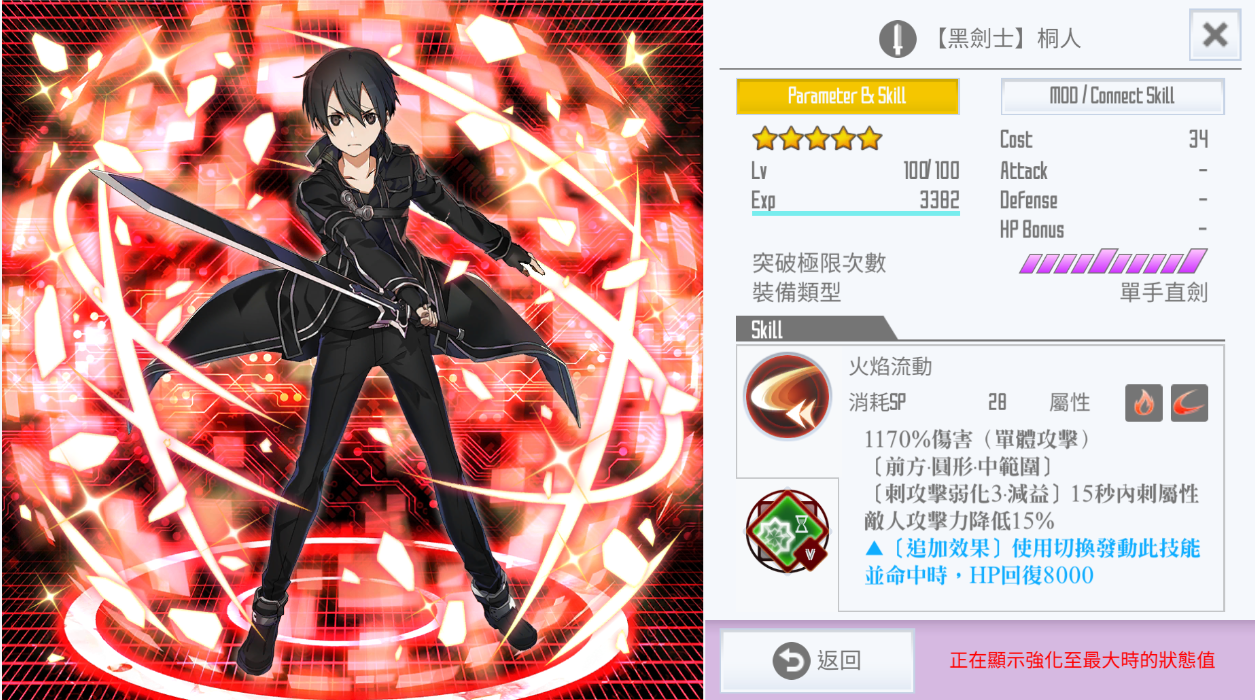 【黑劍士】桐人
Parameter & Skill
MOD / Connect Skill
Lv 100/100
Exp 3382
Cost 34
Attack -
Defense -
HP Bonus -
突破極限次數
裝備類型 單手直劍
Skill
火焰流動
消耗SP 28 屬性
1170%傷害（單體攻擊）
〔前方·圓形·中範圍〕
〔刺攻擊弱化3·減益〕15秒內刺屬性
敵人攻擊力降低15%
▲〔追加效果〕使用切換發動此技能
並命中時，HP回復8000
V
返回
正在顯示強化至最大時的狀態值